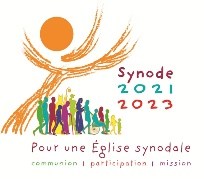 Synode
2021
2023
Pour une Église synodale
communion | participation | mission